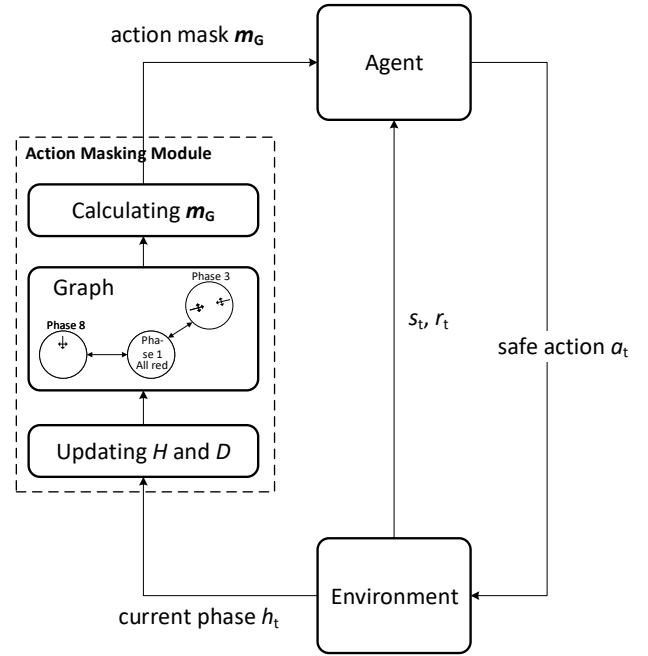 action mask m_G
Agent
Action Masking Module
Calculating m_G
Graph
Phase 3
Phase 8
Pha-
se 1
All red
s_t, r_t
safe action a_t
Updating H and D
Environment
current phase h_t